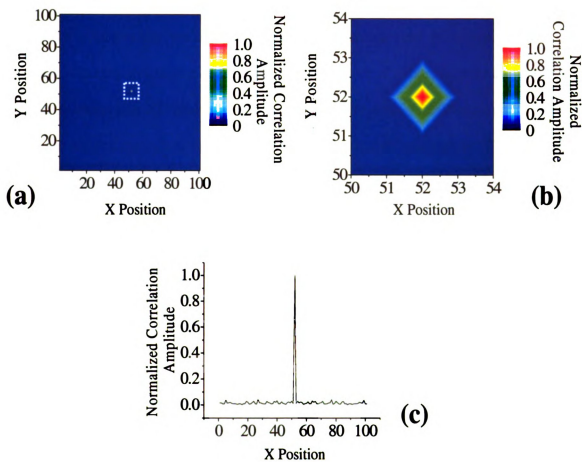 100
80
60
40
20
Y Position
20 40 60 80 100
X Position
1.0
0.8
0.6
0.4
0.2
0
Normalized Correlation
Amplitude
(a)
54
53
52
51
50
Y Position
50 51 52 53 54
X Position
1.0
0.8
0.6
0.4
0.2
0
Normalized
Correlation Amplitude
(b)
Normalized Correlation
Amplitude
1.0
0.8
0.6
0.4
0.2
0.0
0 20 40 60 80 100
X Position
(c)